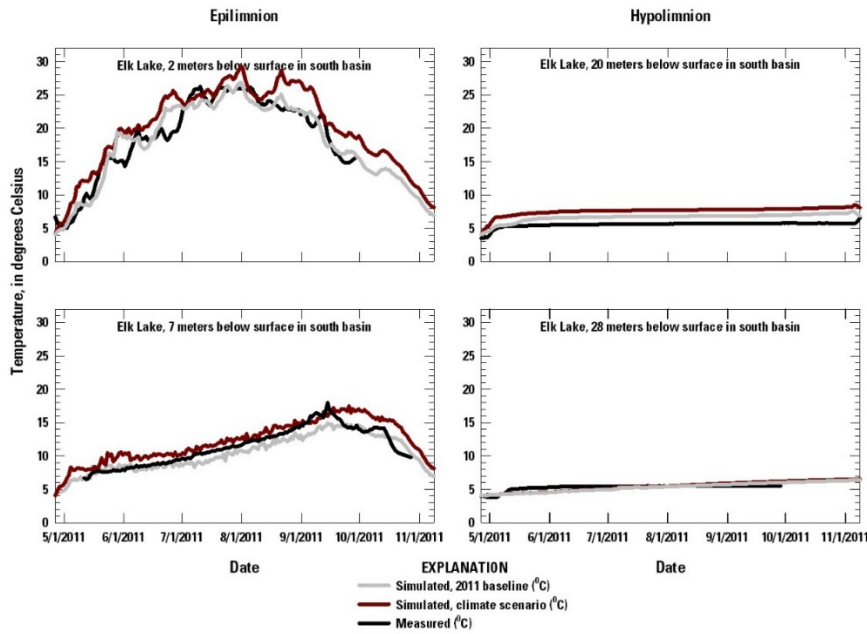 Epilimnion
Hypolimnion
Temperature, in degrees Celsius
30
25
20
15
10
5
0
Elk Lake, 2 meters below surface in south basin
30
25
20
15
10
5
0
Elk Lake, 20 meters below surface in south basin
30
25
20
15
10
5
0
Elk Lake, 7 meters below surface in south basin
5/1/2011 6/1/2011 7/1/2011 8/1/2011 9/1/2011 10/1/2011 11/1/2011
Date
30
25
20
15
10
5
0
Elk Lake, 28 meters below surface in south basin
5/1/2011 6/1/2011 7/1/2011 8/1/2011 9/1/2011 10/1/2011 11/1/2011
Date
EXPLANATION
Simulated, 2011 baseline (⁰C)
Simulated, climate scenario (⁰C)
Measured (⁰C)